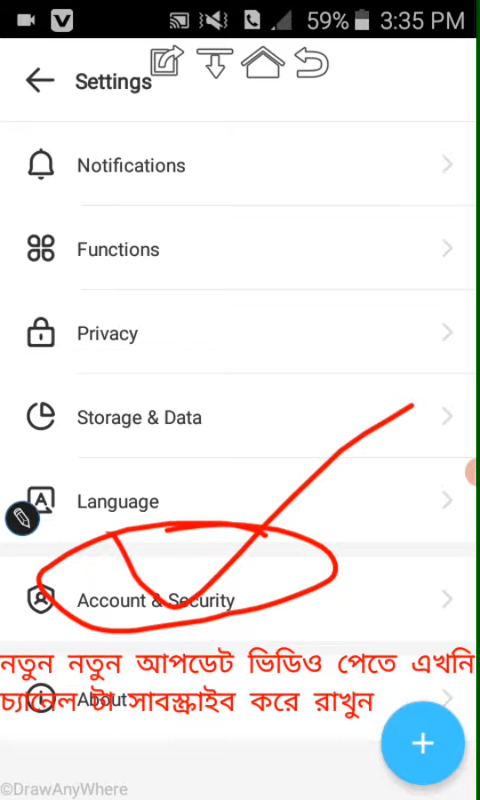 59% 3:35 PM
Settings
Notifications
Functions
Privacy
Storage & Data
Language
Account & Security
নতুন নতুন আপডেট ভিডিও পেতে এখনি
About
চ্যানেল টা সাবস্ক্রাইব করে রাখুন
©DrawAnyWhere